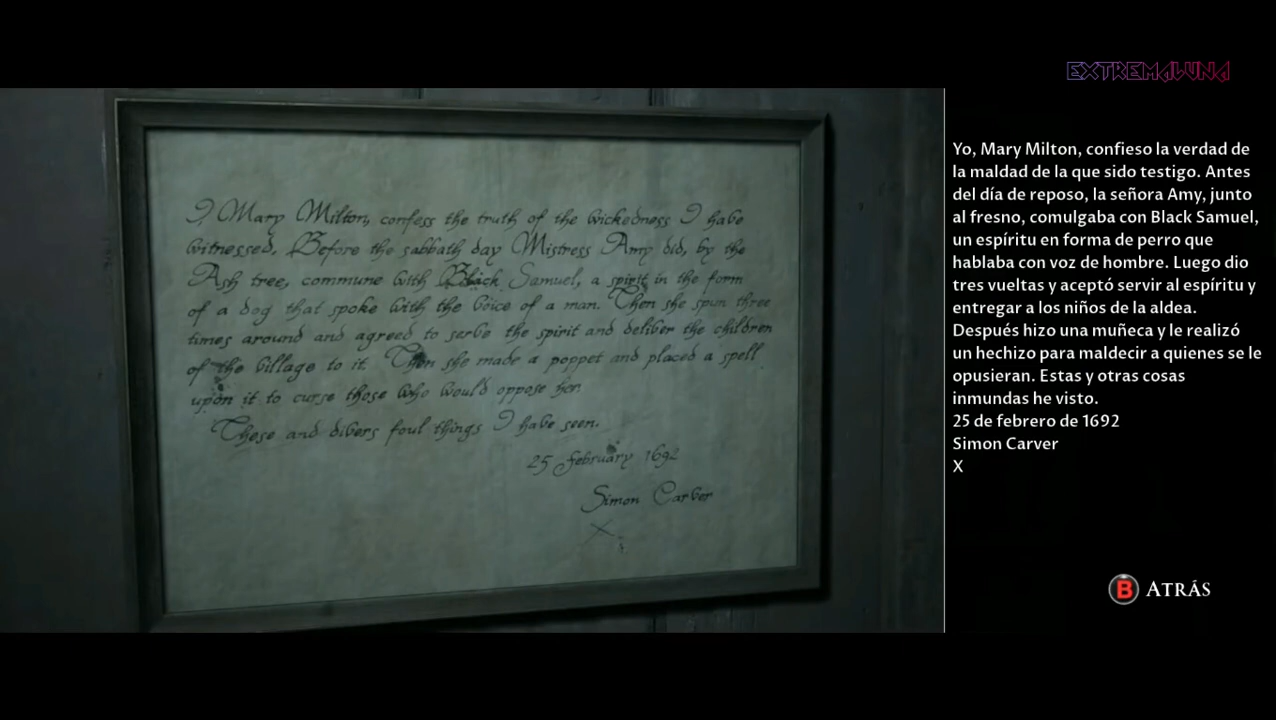 EXTREMALUNA
I, Mary Milton, confess the truth of the wickedness I have
witnessed. Before the sabbath day Mistress Amy did, by the
Ash tree, commune with Black Samuel, a spirit in the form
of a dog that spoke with the voice of a man. Then she spun three
times around and agreed to serve the spirit and deliver the children
of the village to it. Then she made a poppet and placed a spell
upon it to curse those who would oppose her.
These and divers foul things I have seen.
25 february 1692
Simon Carver
X
Yo, Mary Milton, confieso la verdad de
la maldad de la que sido testigo. Antes
del día de reposo, la señora Amy, junto
al fresno, comulgaba con Black Samuel,
un espíritu en forma de perro que
hablaba con voz de hombre. Luego dio
tres vueltas y aceptó servir al espíritu y
entregar a los niños de la aldea.
Después hizo una muñeca y le realizó
un hechizo para maldecir a quienes se le
opusieran. Estas y otras cosas
inmundas he visto.
25 de febrero de 1692
Simon Carver
X
B ATRÁS